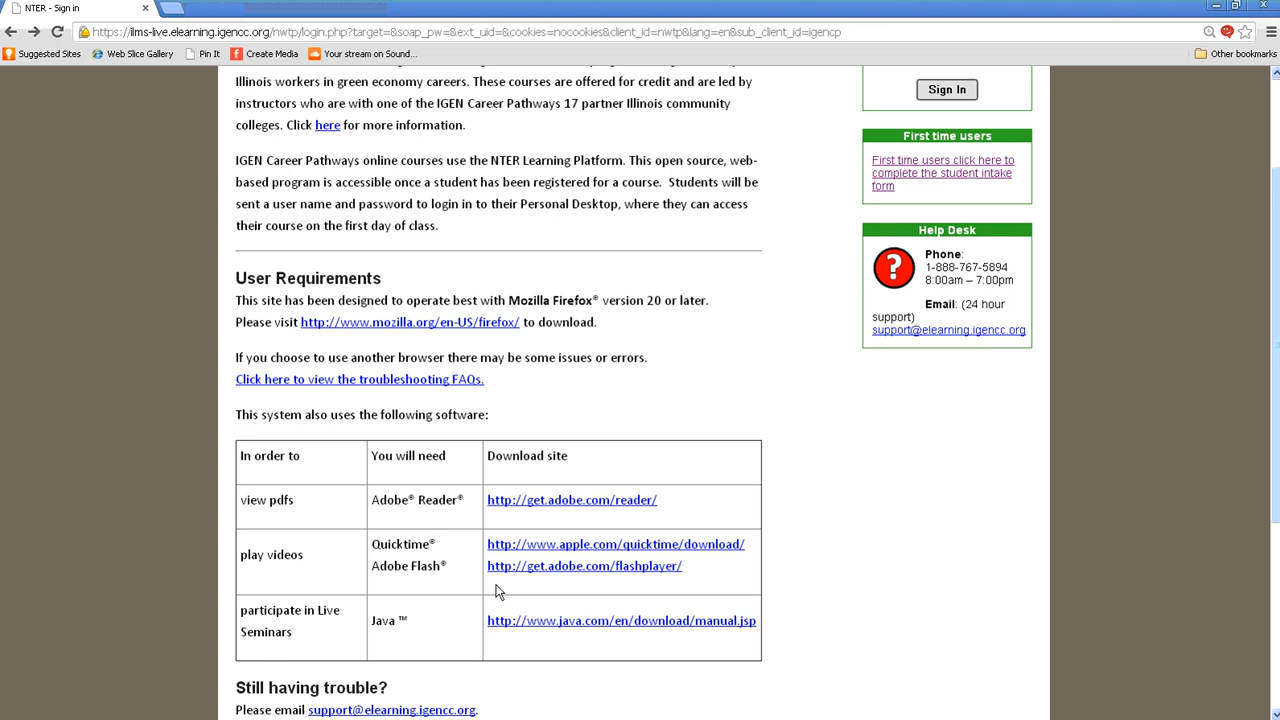 NTER - Sign in
https://ilms-live.elearning.igencc.org/nwtp/login.php?target=&soap_pw=&ext_uid=&cookies=nocookies&client_id=nwtp&lang=en&sub_client_id=igencp
Suggested Sites Web Slice Gallery Pin It Create Media Your stream on Soun... Other bookmarks
Illinois workers in green economy careers. These courses are offered for credit and are led by
instructors who are with one of the IGEN Career Pathways 17 partner Illinois community
colleges. Click here for more information.
IGEN Career Pathways online courses use the NTER Learning Platform. This open source, web-
based program is accessible once a student has been registered for a course. Students will be
sent a user name and password to login in to their Personal Desktop, where they can access
their course on the first day of class.
User Requirements
This site has been designed to operate best with Mozilla Firefox® version 20 or later.
Please visit http://www.mozilla.org/en-US/firefox/ to download.
If you choose to use another browser there may be some issues or errors.
Click here to view the troubleshooting FAQs.
This system also uses the following software:
In order to You will need Download site
view pdfs Adobe® Reader® http://get.adobe.com/reader/
play videos
Quicktime® http://www.apple.com/quicktime/download/
Adobe Flash® http://get.adobe.com/flashplayer/
participate in Live
Seminars
Java ™ http://www.java.com/en/download/manual.jsp
Still having trouble?
Please email support@elearning.igencc.org.
Sign In
First time users
First time users click here to
complete the student intake
form
Help Desk
?
Phone:
1-888-767-5894
8:00am – 7:00pm
Email: (24 hour
support)
support@elearning.igencc.org